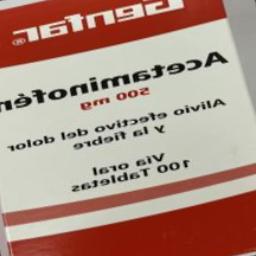 Genfar®
Acetaminofén
500 mg
Alivio efectivo del dolor
y la fiebre
Vía oral
100 Tabletas